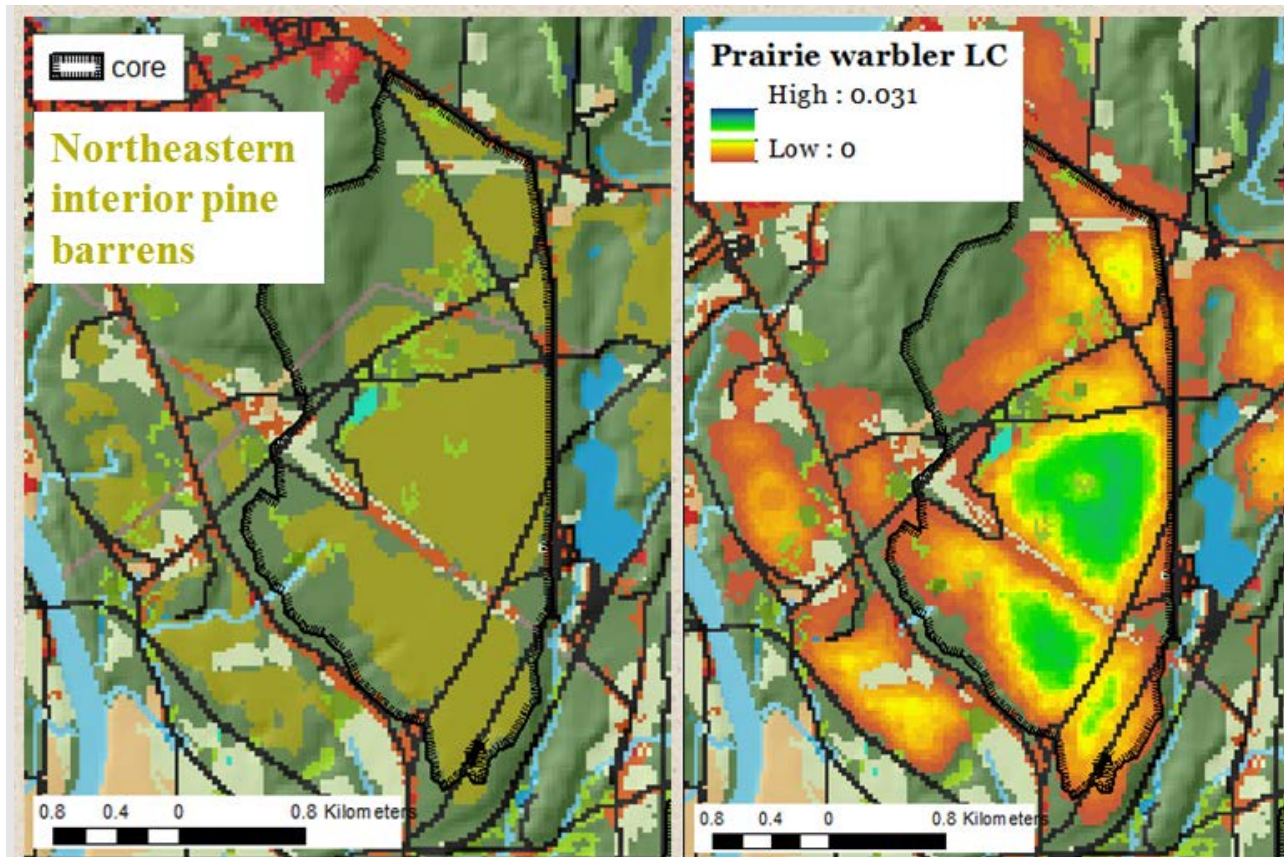 core
Northeastern
interior pine
barrens
0.8 0.4 0 0.8 Kilometers
Prairie warbler LC
High : 0.031
Low : 0
0.8 0.4 0 0.8 Kilometers